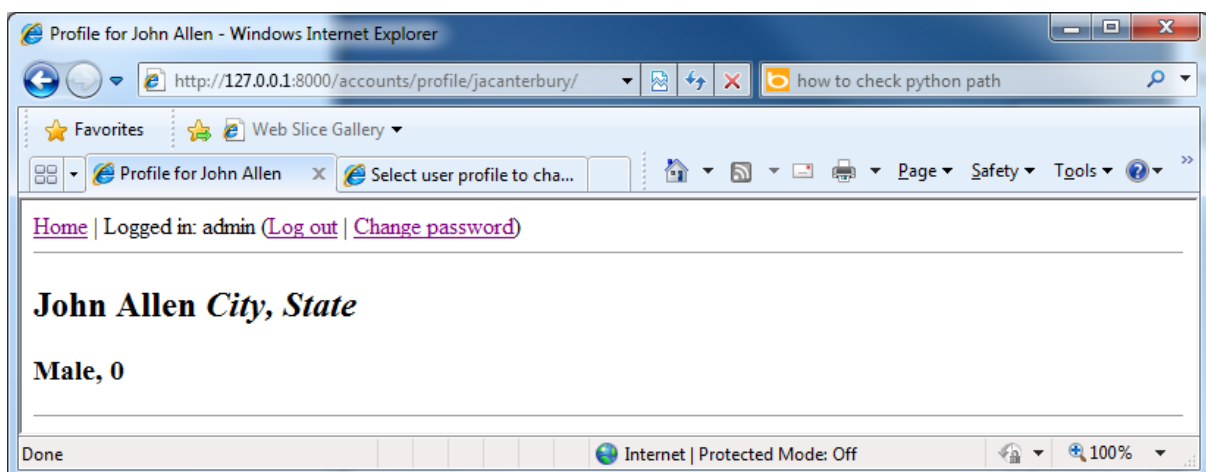 Profile for John Allen - Windows Internet Explorer
http://127.0.0.1:8000/accounts/profile/jacanterbury/
how to check python path
Favorites Web Slice Gallery
Profile for John Allen X Select user profile to cha... Page Safety Tools »
Home | Logged in: admin (Log out | Change password)
John Allen City, State
Male, 0
Done Internet | Protected Mode: Off 100%